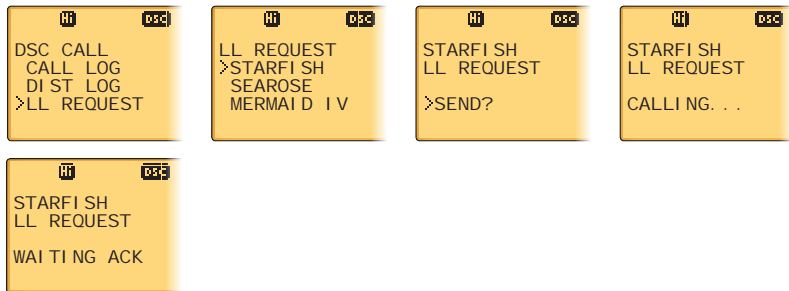 Hi DSC
DSC CALL
CALL LOG
DIST LOG
>LL REQUEST
Hi DSC
LL REQUEST
>STARFISH
SEAROSE
MERMAID IV
Hi DSC
STARFISH
LL REQUEST
>SEND?
Hi DSC
STARFISH
LL REQUEST
CALLING...
Hi DSC
STARFISH
LL REQUEST
WAITING ACK